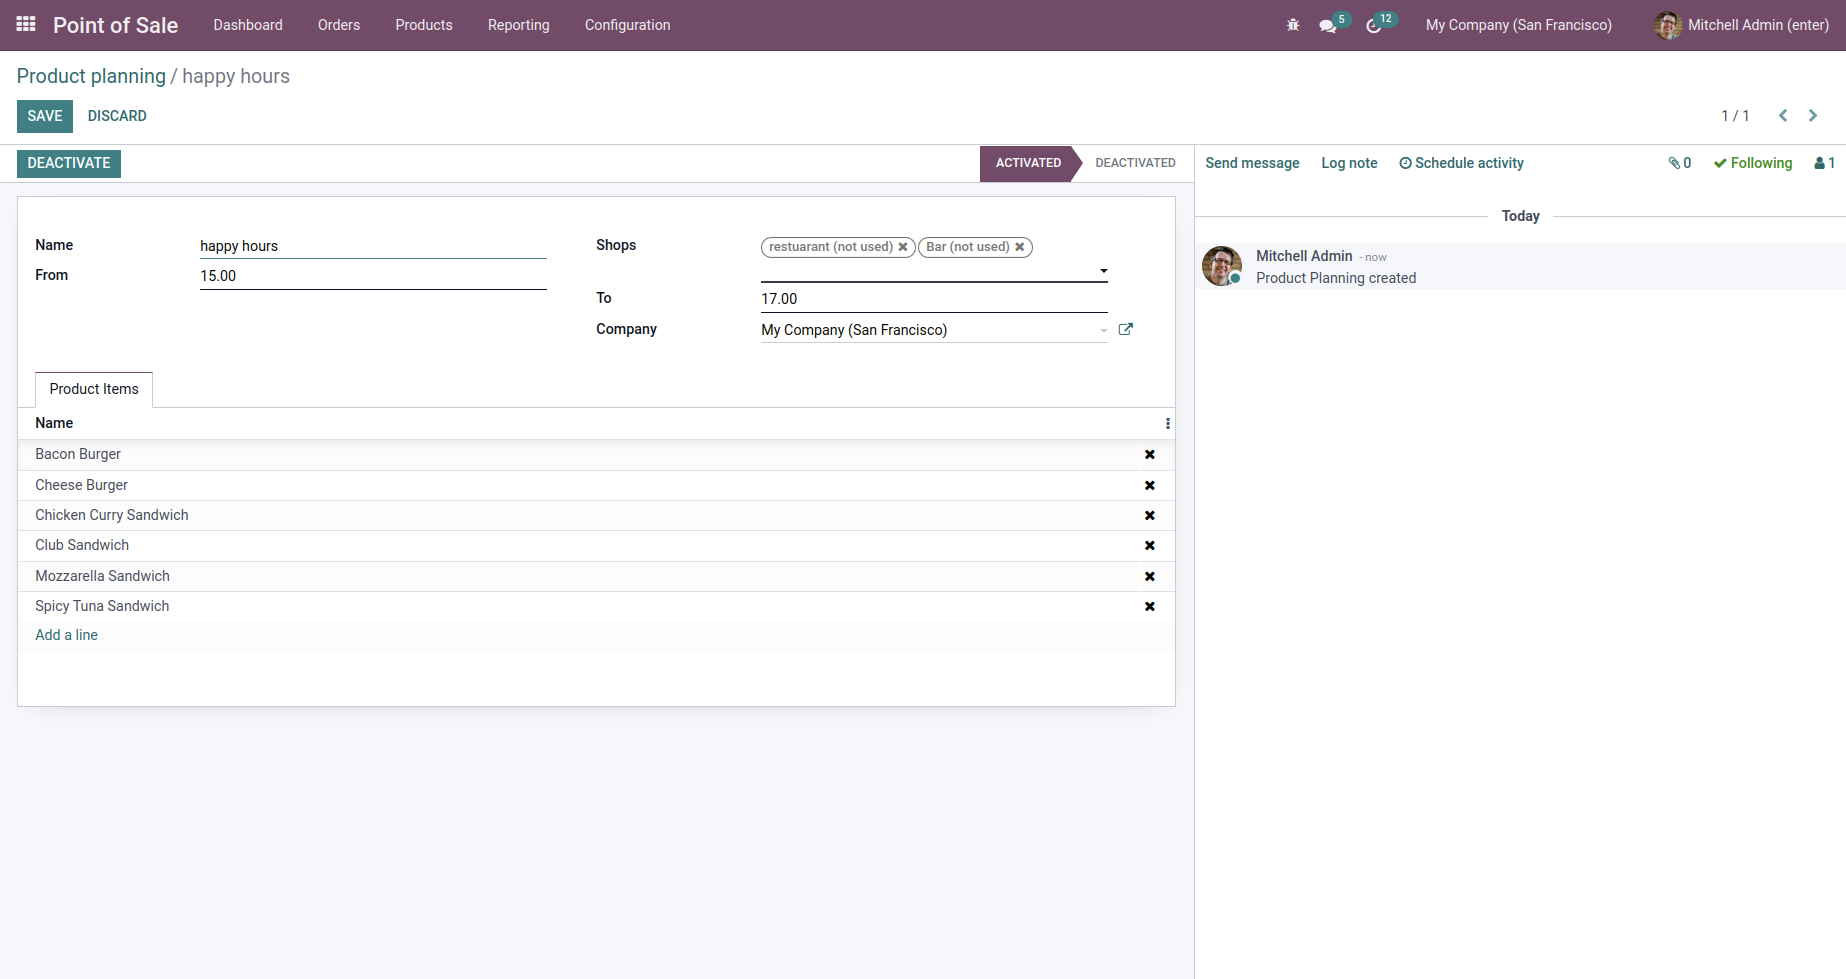 Point of Sale Dashboard Orders Products Reporting Configuration 5 12 My Company (San Francisco) Mitchell Admin (enter)
Product planning / happy hours
SAVE DISCARD 1 / 1
DEACTIVATE ACTIVATED DEACTIVATED Send message Log note Schedule activity 0 Following 1
Today
Name happy hours Shops restuarant (not used) Bar (not used)
Mitchell Admin - now
From 15.00
Product Planning created
To 17.00
Company My Company (San Francisco)
Product Items
Name
Bacon Burger
Cheese Burger
Chicken Curry Sandwich
Club Sandwich
Mozzarella Sandwich
Spicy Tuna Sandwich
Add a line